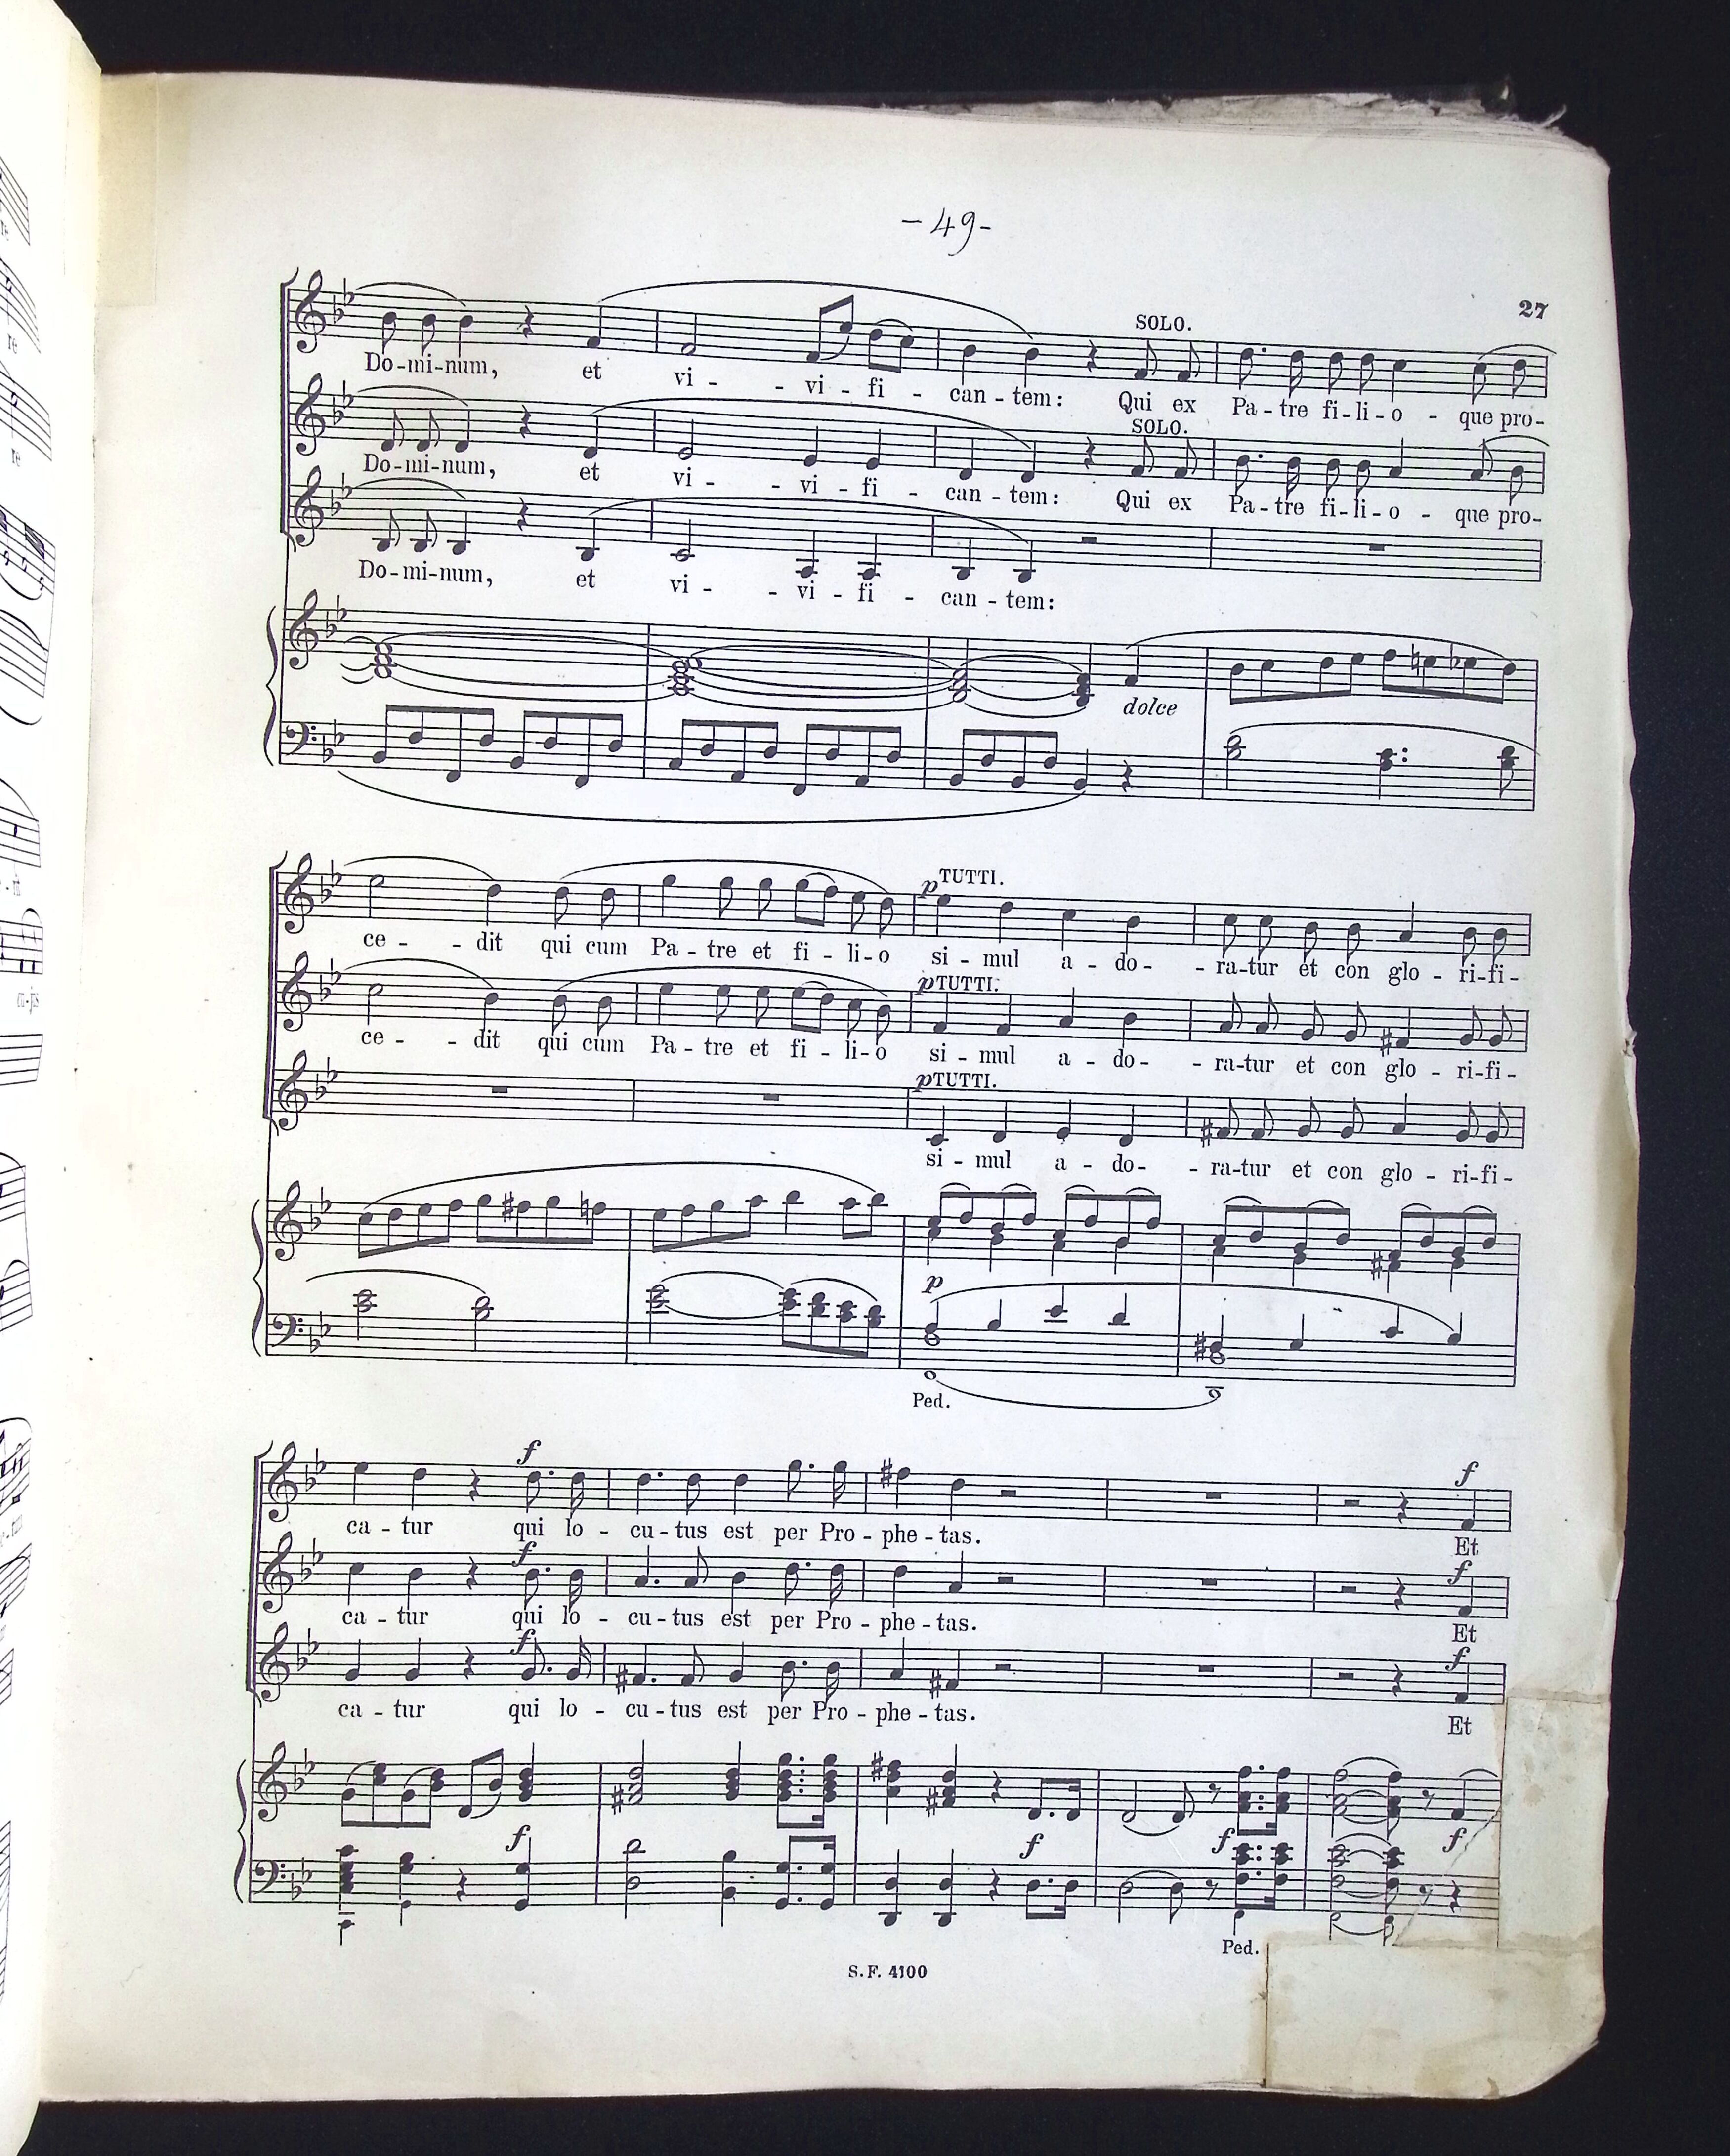 - 49 -
27
SOLO.
Do-mi-num, et vi - - vi - fi - can - tem: Qui ex Pa - tre fi-li-o - que pro-
SOLO.
Do-mi-num, et vi - - vi - fi - can - tem: Qui ex Pa - tre fi-li-o - que pro-
Do-mi-num, et vi - - vi - fi - can - tem:
dolce
p TUTTI.
ce - - dit qui cum Pa - tre et fi - li-o si - mul a - do- - ra-tur et con glo - ri-fi-
p TUTTI.
ce - - dit qui cum Pa - tre et fi - li-o si - mul a - do- - ra-tur et con glo - ri-fi-
p TUTTI.
si - mul a - do- - ra-tur et con glo - ri-fi-
p
Ped.
f f
ca - tur qui lo - cu - tus est per Pro - phe - tas. Et
f f
ca - tur qui lo - cu - tus est per Pro - phe - tas. Et
f f
ca - tur qui lo - cu - tus est per Pro - phe - tas. Et
f f f f
Ped.
S.F. 4100